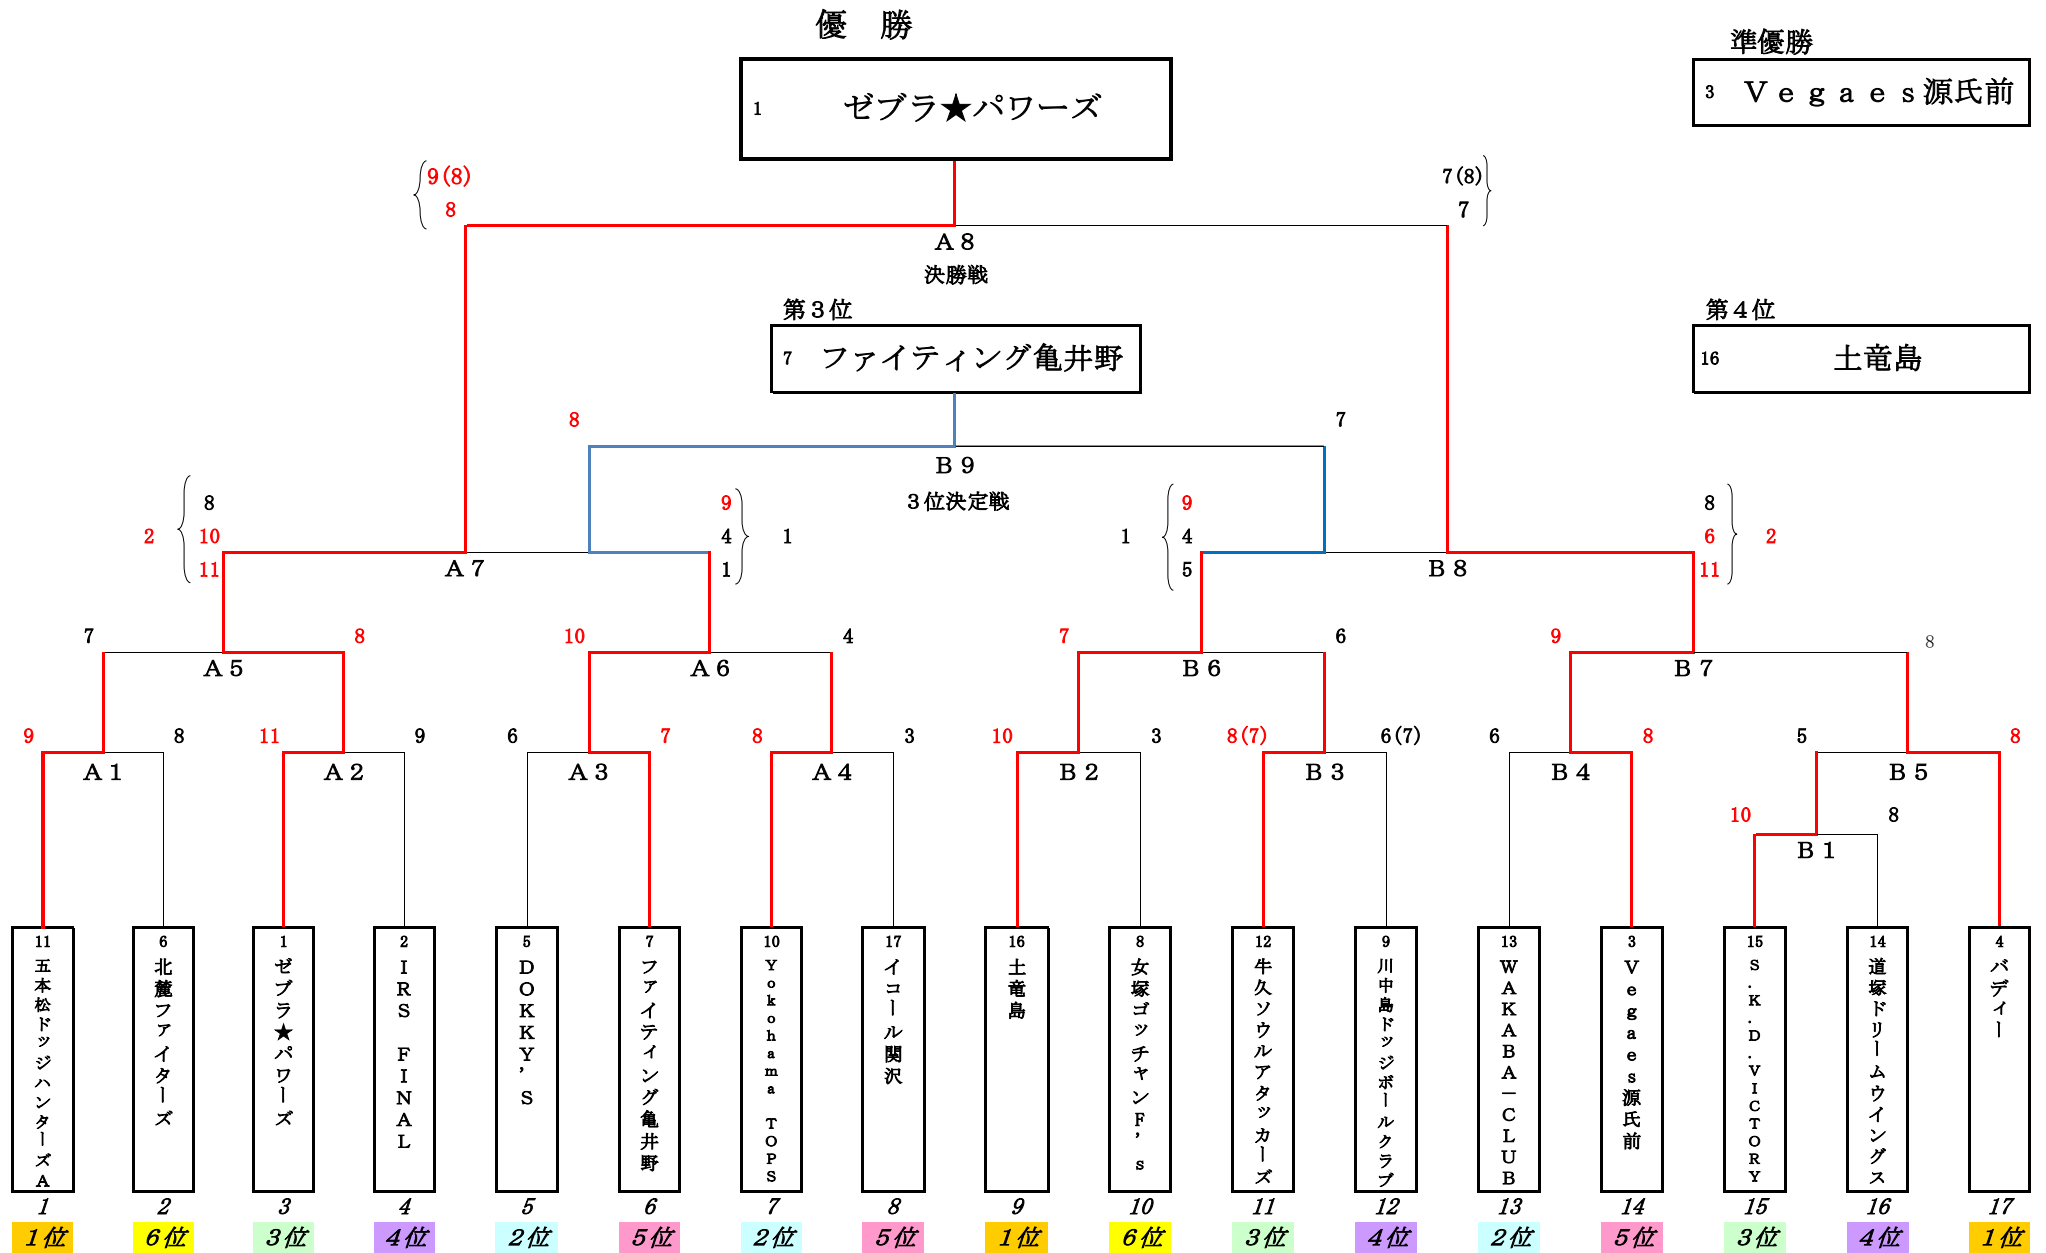 優　勝
準優勝
1 ゼブラ★パワーズ
3 Ｖｅｇａｅｓ源氏前
9(8) 7(8)
8 7
Ａ８
決勝戦
第３位 第４位
7 ファイティング亀井野
16 土竜島
8 7
Ｂ９
３位決定戦
8 9 9 8
2 10 4 1 1 4 6 2
11 1 5 11
Ａ７ Ｂ８
7 8 10 4 7 6 9 8
Ａ５ Ａ６ Ｂ６ Ｂ７
9 8 11 9 6 7 8 3 10 3 8(7) 6(7) 6 8 5 8
Ａ１ Ａ２ Ａ３ Ａ４ Ｂ２ Ｂ３ Ｂ４ Ｂ５
10 8
Ｂ１
11 五本松ドッジハンターズＡ
6 北麓ファイターズ
1 ゼブラ★パワーズ
2 ＩＲＳ　ＦＩＮＡＬ
5 ＤＯＫＫＹ’Ｓ
7 ファイティング亀井野
10 Ｙｏｋｏｈａｍａ　ＴＯＰＳ
17 イコール関沢
16 土竜島
8 女塚ゴッチャンＦ’ｓ
12 牛久ソウルアタッカーズ
9 川中島ドッジボールクラブ
13 ＷＡＫＡＢＡ－ＣＬＵＢ
3 Ｖｅｇａｅｓ源氏前
15 Ｓ．Ｋ．Ｄ．ＶＩＣＴＯＲＹ
14 道塚ドリームウイングス
4 バディー
1 2 3 4 5 6 7 8 9 10 11 12 13 14 15 16 17
１位 ６位 ３位 ４位 ２位 ５位 ２位 ５位 １位 ６位 ３位 ４位 ２位 ５位 ３位 ４位 １位